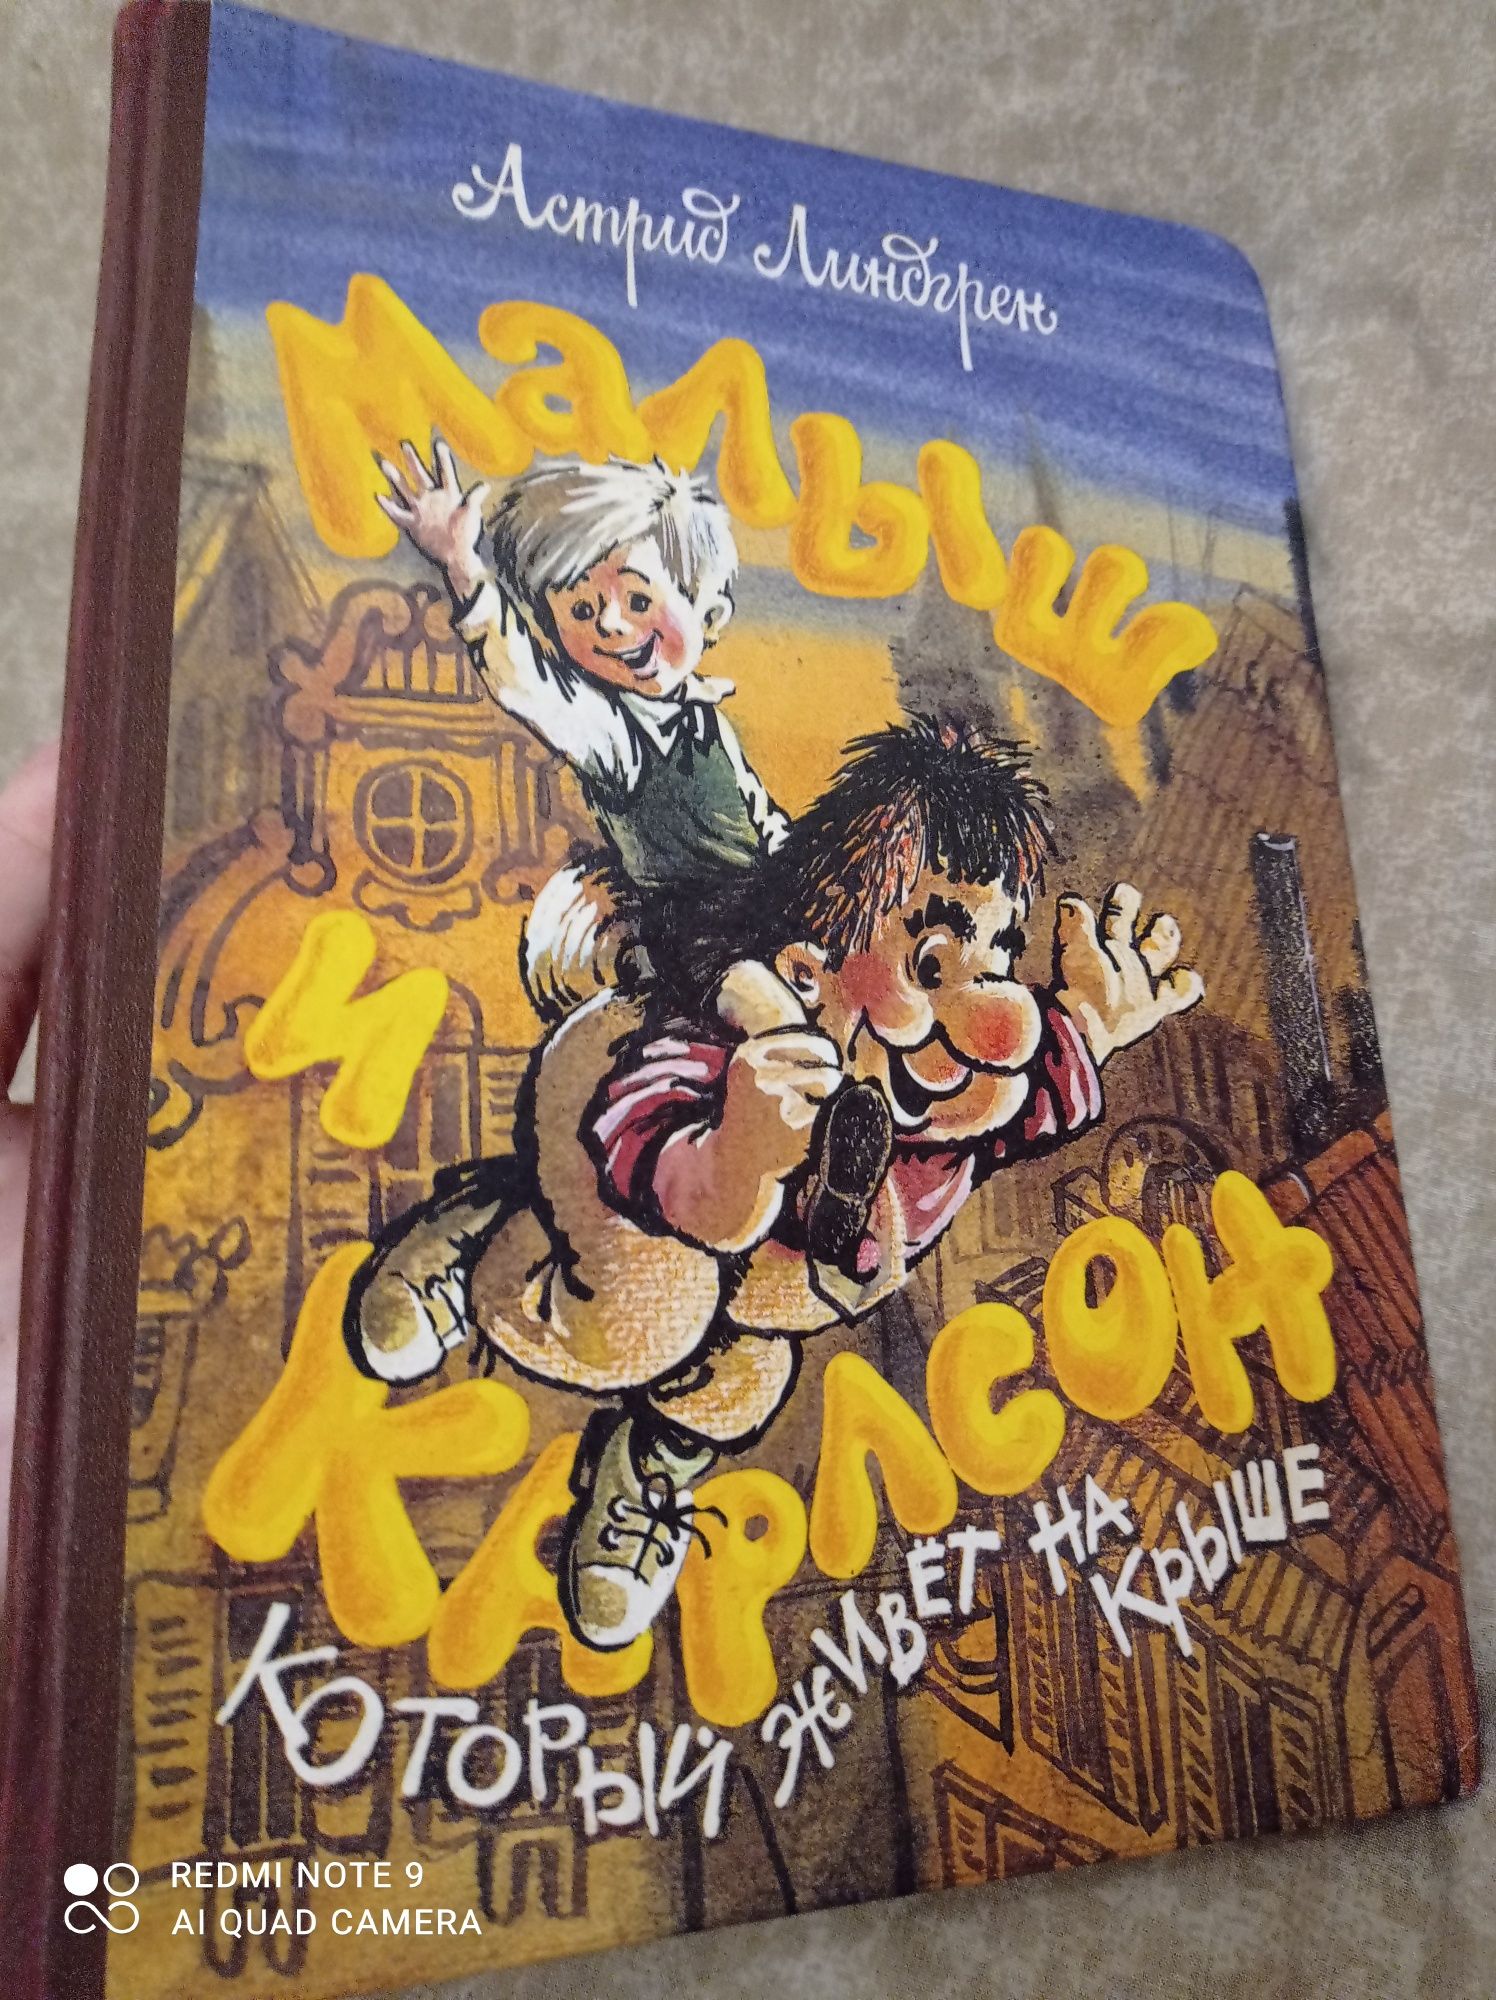 Астрид Линдгрен
Малыш
и
Карлсон
который живёт на
крыше
REDMI NOTE 9
AI QUAD CAMERA